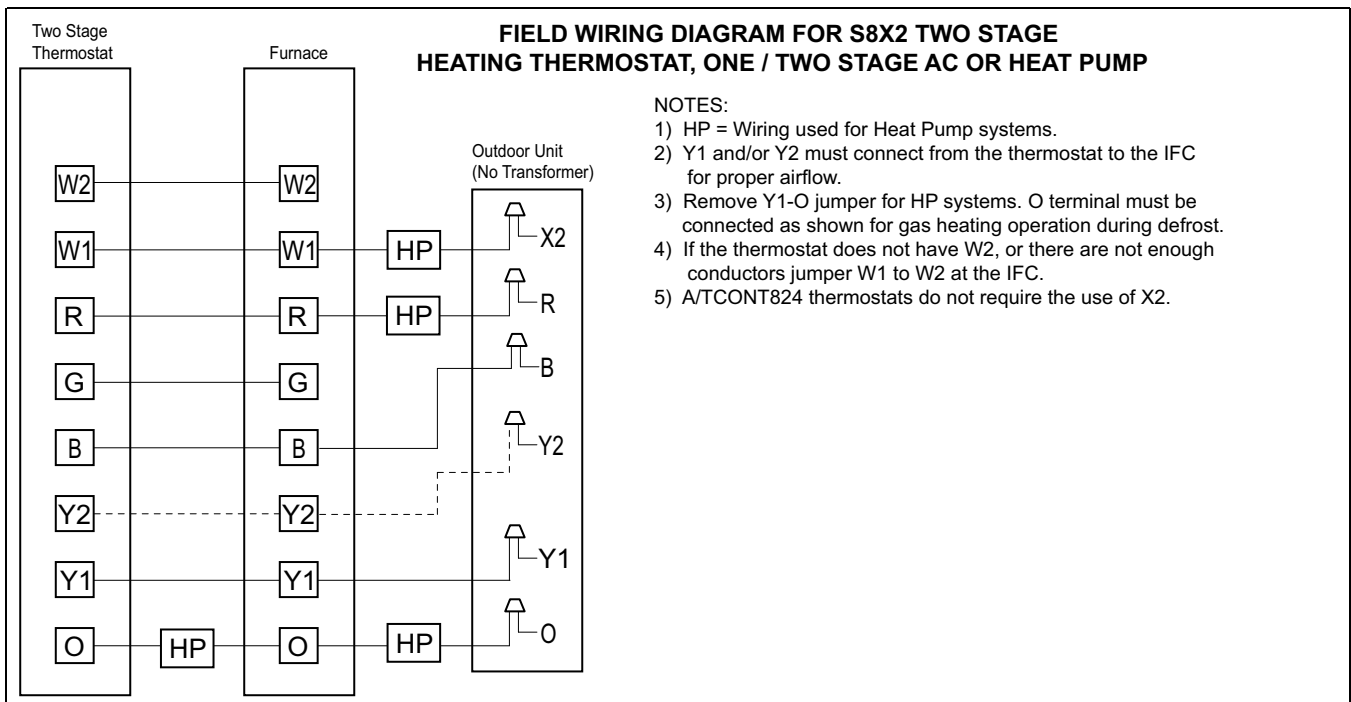 FIELD WIRING DIAGRAM FOR S8X2 TWO STAGE
HEATING THERMOSTAT, ONE / TWO STAGE AC OR HEAT PUMP
Two Stage
Thermostat
Furnace
Outdoor Unit
(No Transformer)
W2
W2
W1
W1
HP
X2
R
R
HP
R
G
G
B
B
B
Y2
Y2
Y2
Y1
Y1
Y1
O
HP
O
HP
O
NOTES:
1) HP = Wiring used for Heat Pump systems.
2) Y1 and/or Y2 must connect from the thermostat to the IFC
for proper airflow.
3) Remove Y1-O jumper for HP systems. O terminal must be
connected as shown for gas heating operation during defrost.
4) If the thermostat does not have W2, or there are not enough
conductors jumper W1 to W2 at the IFC.
5) A/TCONT824 thermostats do not require the use of X2.